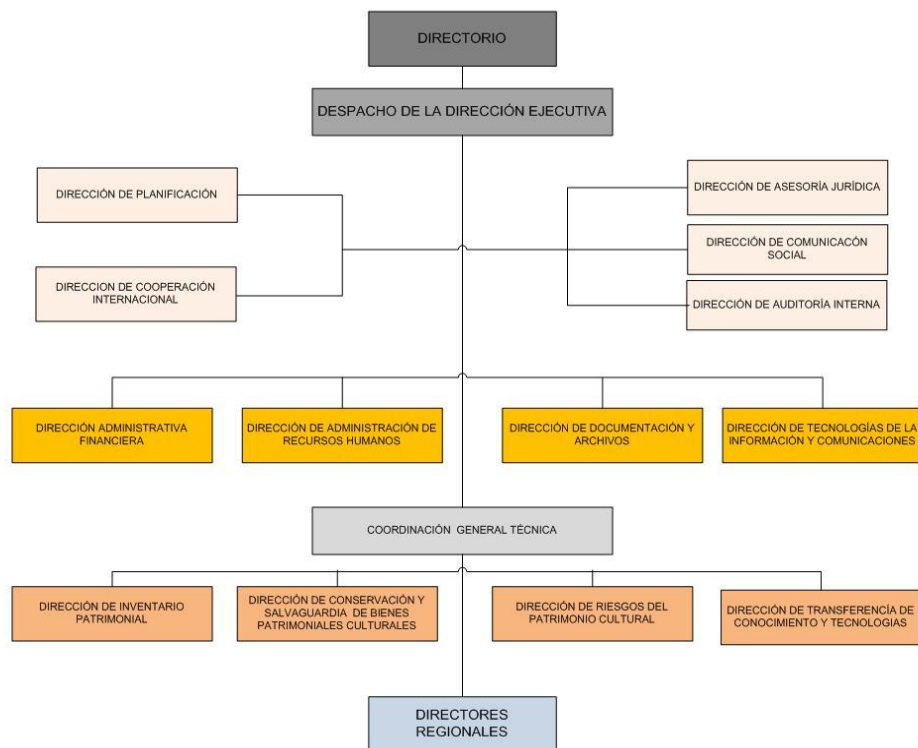 DIRECTORIO
DESPACHO DE LA DIRECCIÓN EJECUTIVA
DIRECCIÓN DE PLANIFICACIÓN
DIRECCION DE COOPERACIÓN
INTERNACIONAL
DIRECCIÓN DE ASESORÍA JURÍDICA
DIRECCIÓN DE COMUNICACÓN
SOCIAL
DIRECCIÓN DE AUDITORÍA INTERNA
DIRECCIÓN ADMINISTRATIVA
FINANCIERA
DIRECCIÓN DE ADMINISTRACIÓN DE
RECURSOS HUMANOS
DIRECCIÓN DE DOCUMENTACIÓN Y
ARCHIVOS
DIRECCIÓN DE TECNOLOGÍAS DE LA
INFORMACIÓN Y COMUNICACIONES
COORDINACIÓN GENERAL TÉCNICA
DIRECCIÓN DE INVENTARIO
PATRIMONIAL
DIRECCIÓN DE CONSERVACIÓN Y
SALVAGUARDIA DE BIENES
PATRIMONIALES CULTURALES
DIRECCIÓN DE RIESGOS DEL
PATRIMONIO CULTURAL
DIRECCIÓN DE TRANSFERENCÍA DE
CONOCIMIENTO Y TECNOLOGIAS
DIRECTORES
REGIONALES